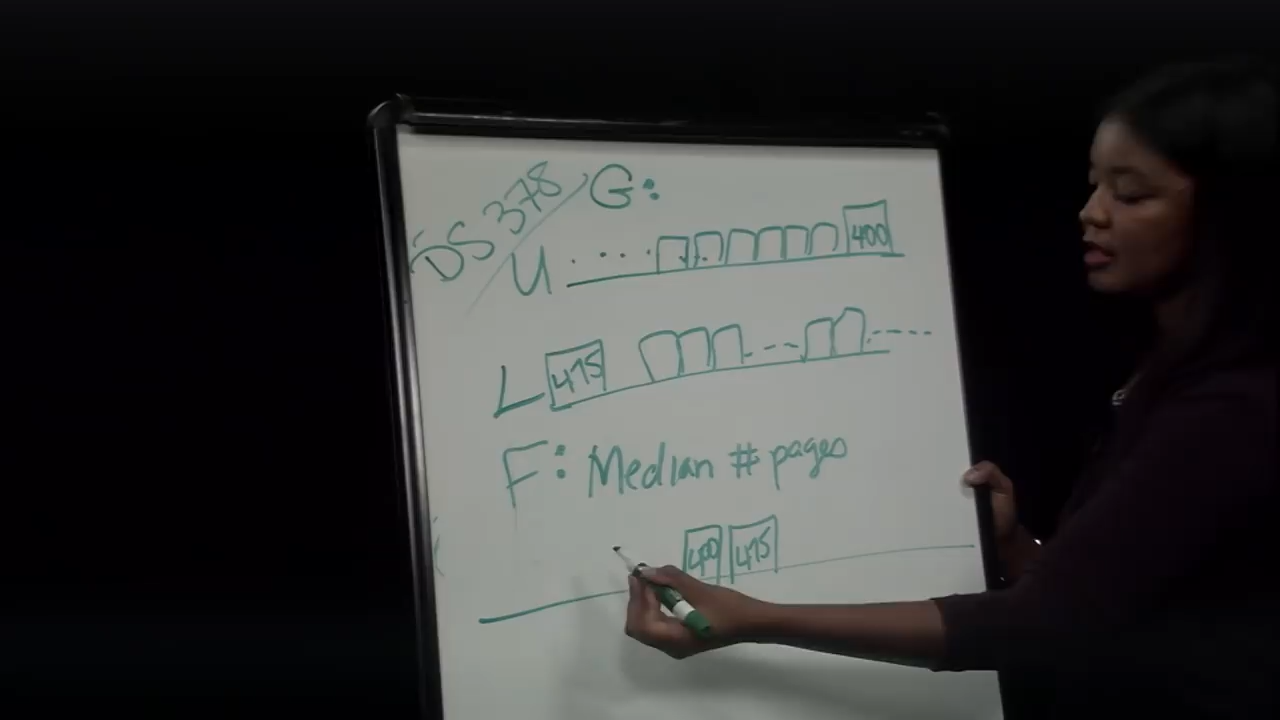 DS 378
G:
U .... 400
L 475 --- -----
F: Median # pages
400 475